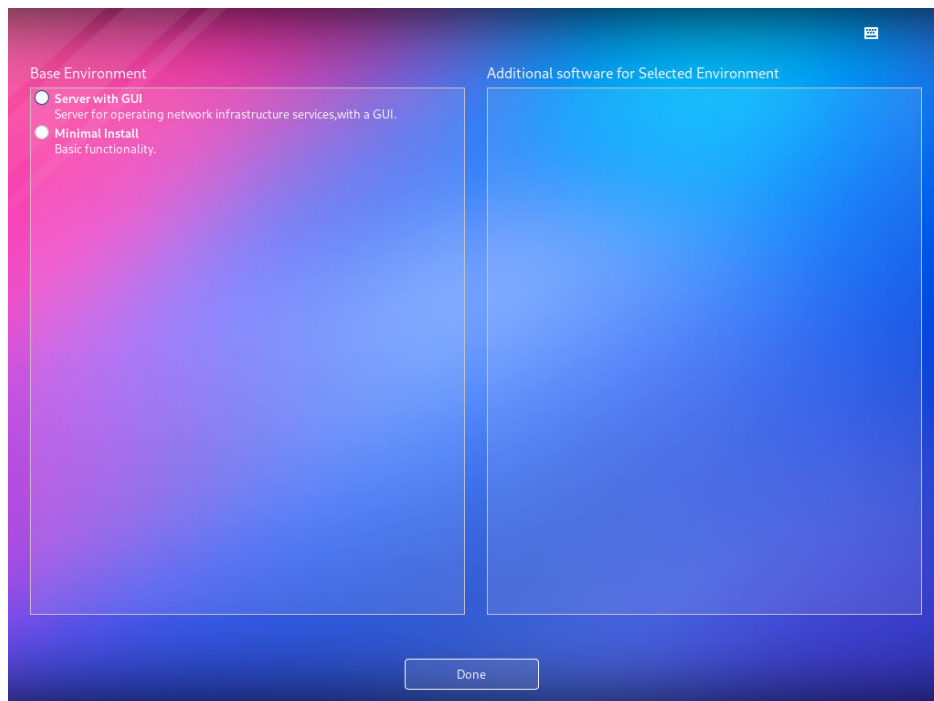 Base Environment
Additional software for Selected Environment
Server with GUI
Server for operating network infrastructure services,with a GUI.
Minimal Install
Basic functionality.
Done